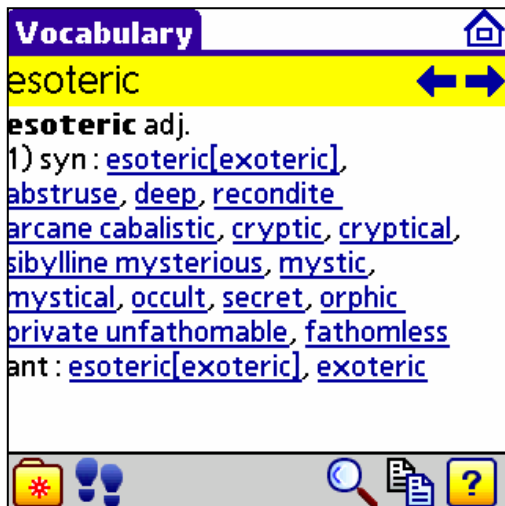 Vocabulary
esoteric
esoteric adj.
1) syn : esoteric[exoteric],
abstruse, deep, recondite
arcane cabalistic, cryptic, cryptical,
sibylline mysterious, mystic,
mystical, occult, secret, orphic
private unfathomable, fathomless
ant : esoteric[exoteric], exoteric
?